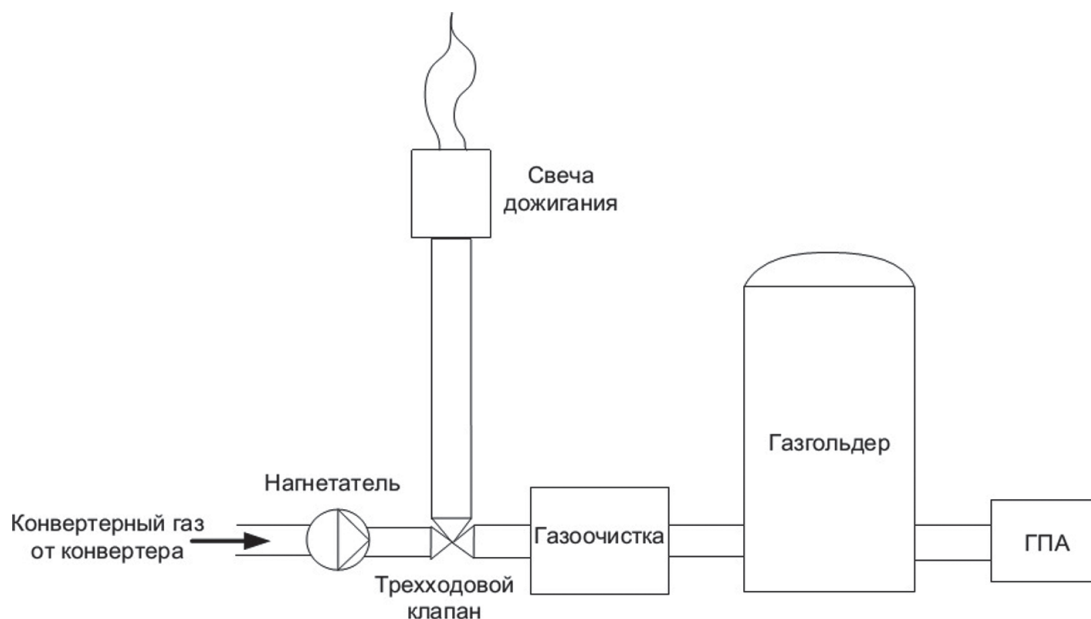 Свеча
дожигания
Газгольдер
Нагнетатель
Конвертерный газ
от конвертера
Газоочистка
ГПА
Трехходовой
клапан